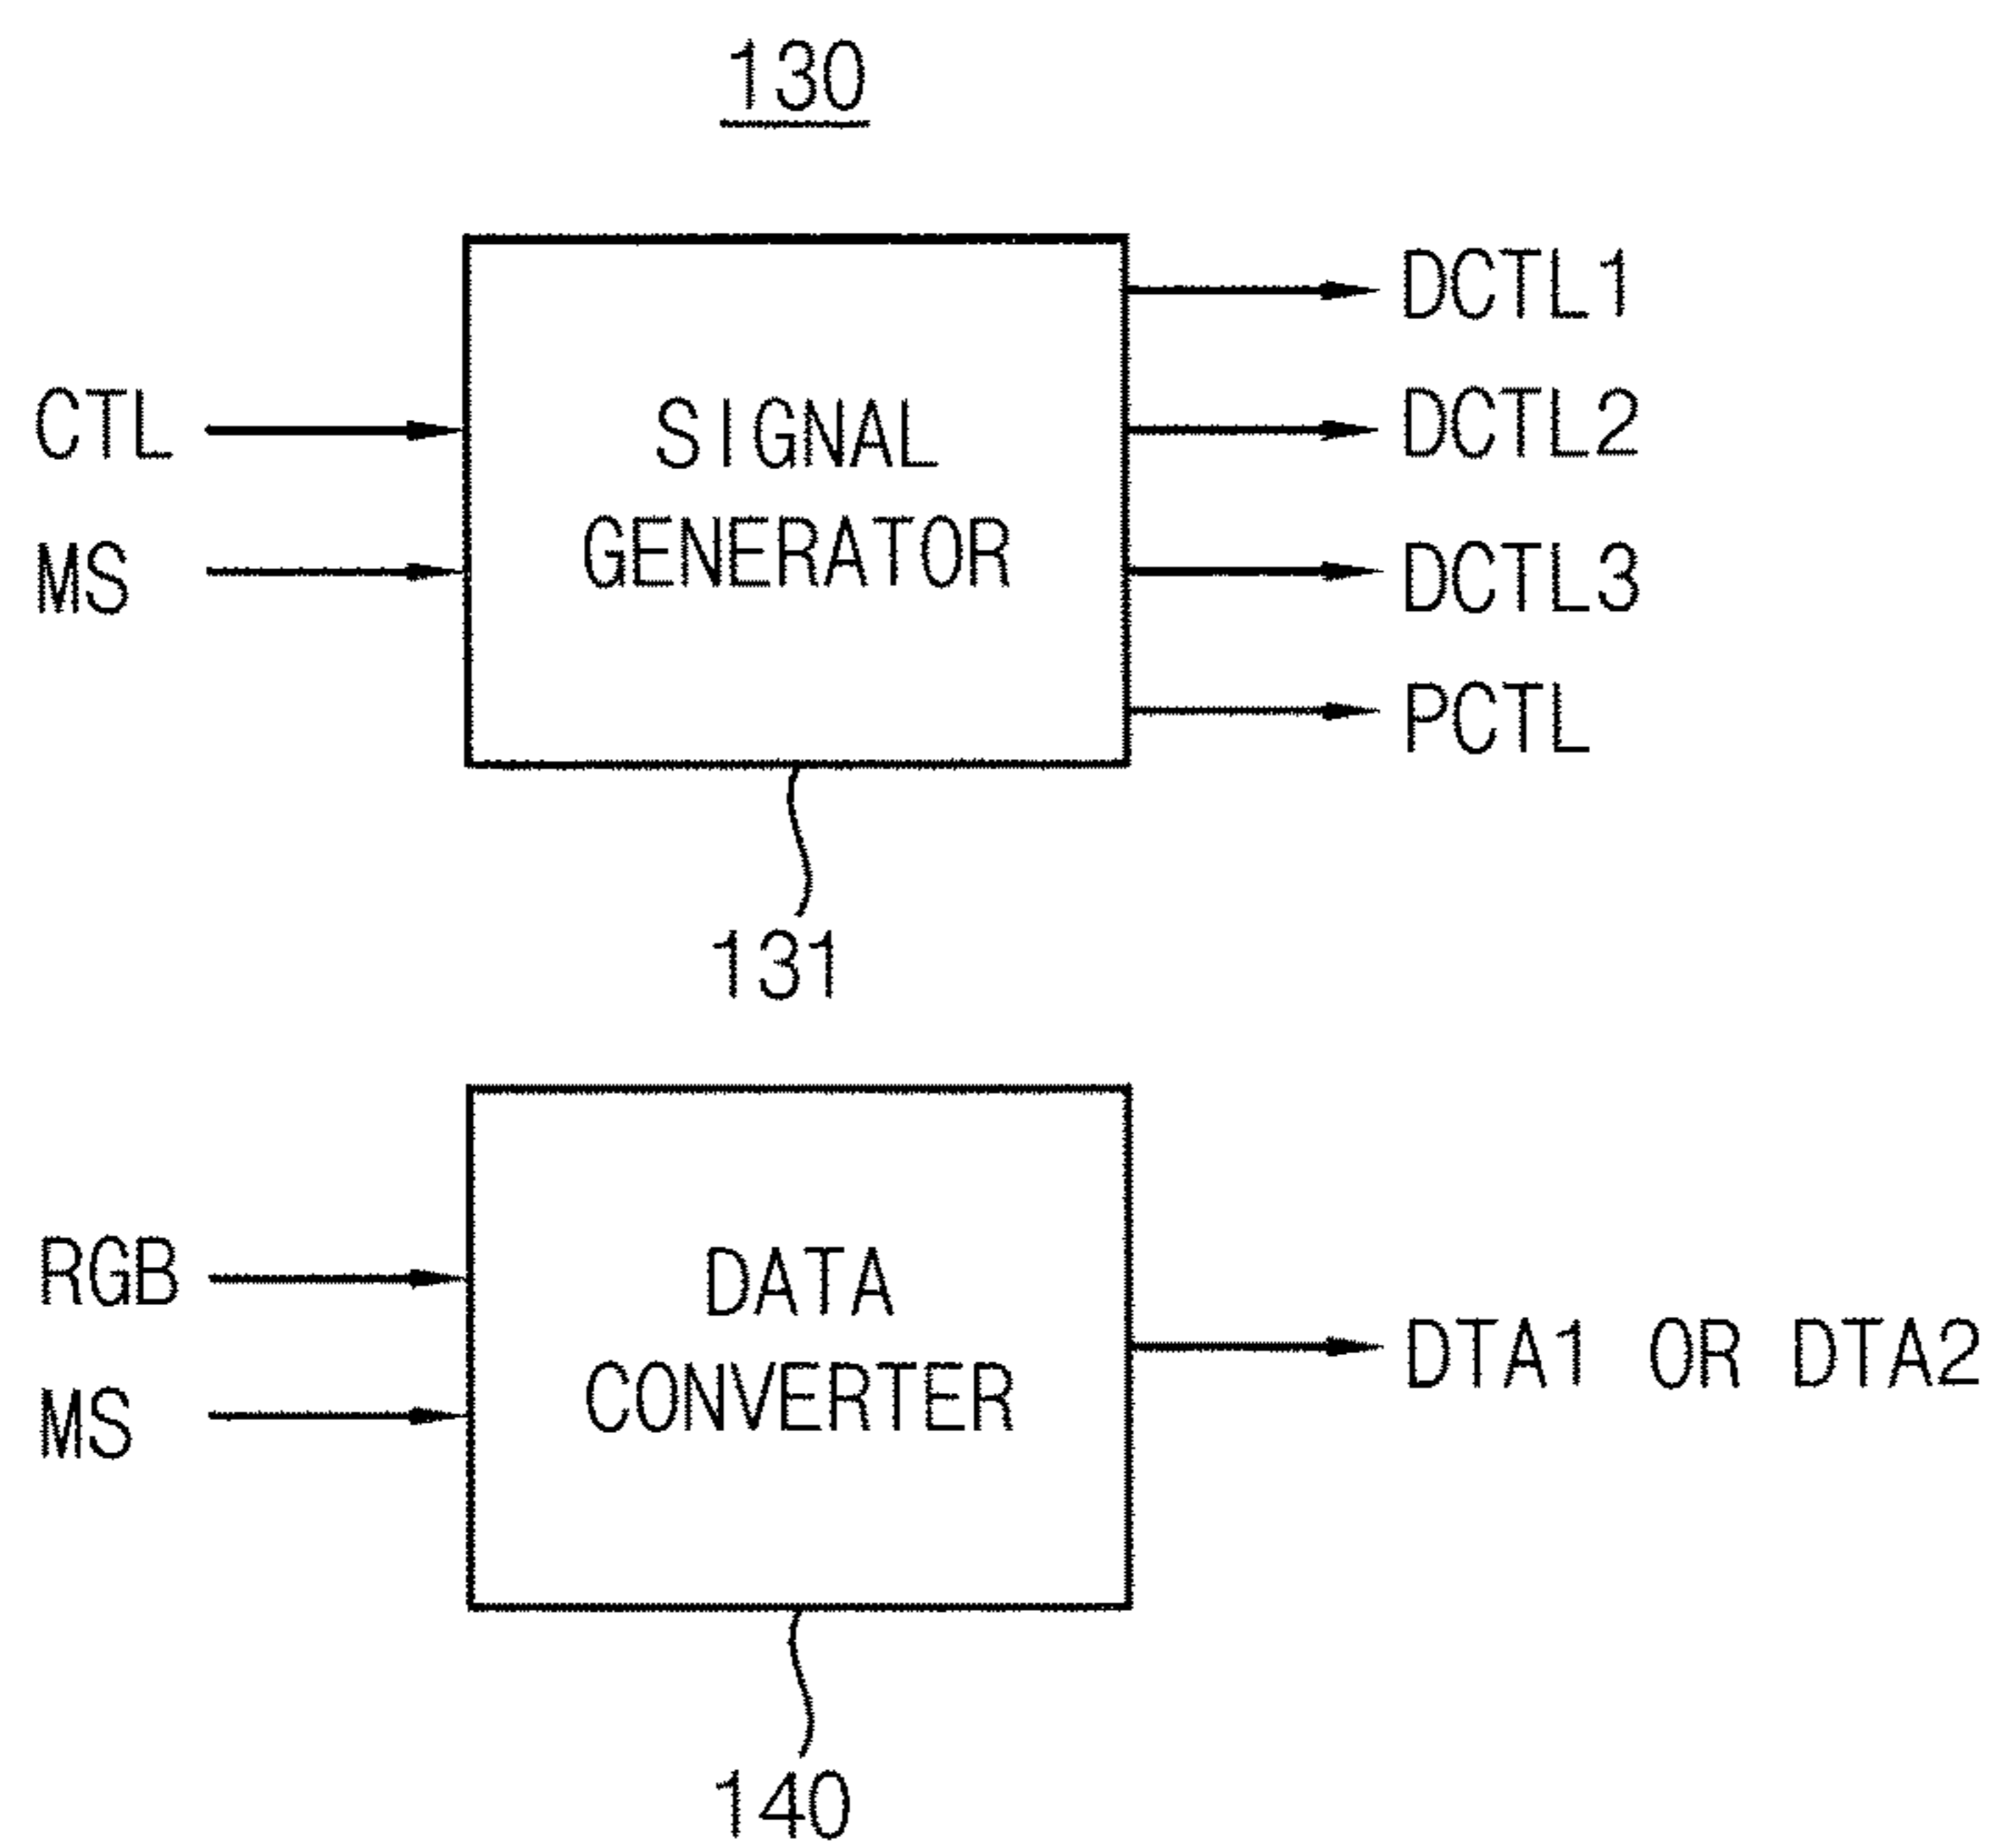 130
CTL
MS
SIGNAL
GENERATOR
DCTL1
DCTL2
DCTL3
PCTL
131
RGB
MS
DATA
CONVERTER
DTA1 OR DTA2
140